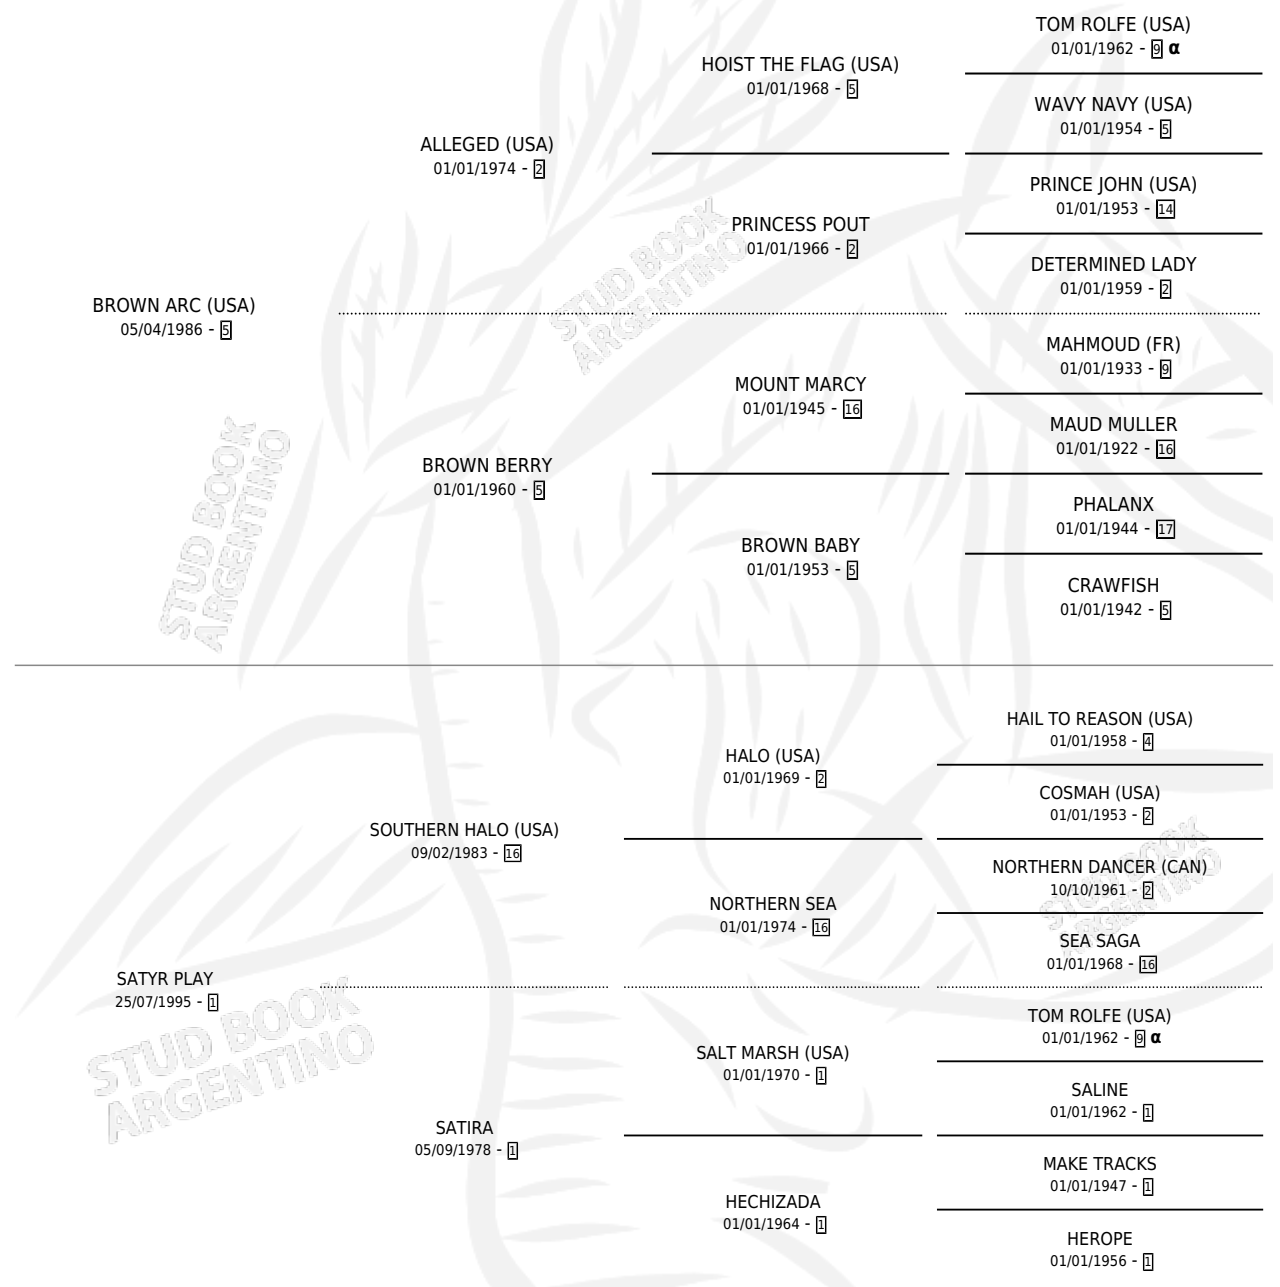 TOM ROLFE (USA)
01/01/1962 - 9 α
HOIST THE FLAG (USA)
01/01/1968 - 5
WAVY NAVY (USA)
01/01/1954 - 5
ALLEGED (USA)
01/01/1974 - 2
PRINCE JOHN (USA)
01/01/1953 - 14
PRINCESS POUT
01/01/1966 - 2
DETERMINED LADY
01/01/1959 - 2
BROWN ARC (USA)
05/04/1986 - 5
MAHMOUD (FR)
01/01/1933 - 9
MOUNT MARCY
01/01/1945 - 16
MAUD MULLER
01/01/1922 - 16
BROWN BERRY
01/01/1960 - 5
PHALANX
01/01/1944 - 17
BROWN BABY
01/01/1953 - 5
CRAWFISH
01/01/1942 - 5
STUD BOOK
ARGENTINO
STUD BOOK
ARGENTINO
HAIL TO REASON (USA)
01/01/1958 - 4
HALO (USA)
01/01/1969 - 2
COSMAH (USA)
01/01/1953 - 2
SOUTHERN HALO (USA)
09/02/1983 - 16
NORTHERN DANCER (CAN)
10/10/1961 - 2
NORTHERN SEA
01/01/1974 - 16
SEA SAGA
01/01/1968 - 16
SATYR PLAY
25/07/1995 - 1
TOM ROLFE (USA)
01/01/1962 - 9 α
SALT MARSH (USA)
01/01/1970 - 1
SALINE
01/01/1962 - 1
SATIRA
05/09/1978 - 1
MAKE TRACKS
01/01/1947 - 1
HECHIZADA
01/01/1964 - 1
HEROPE
01/01/1956 - 1
STUD BOOK
ARGENTINO
STUD BOOK
ARGENTINO